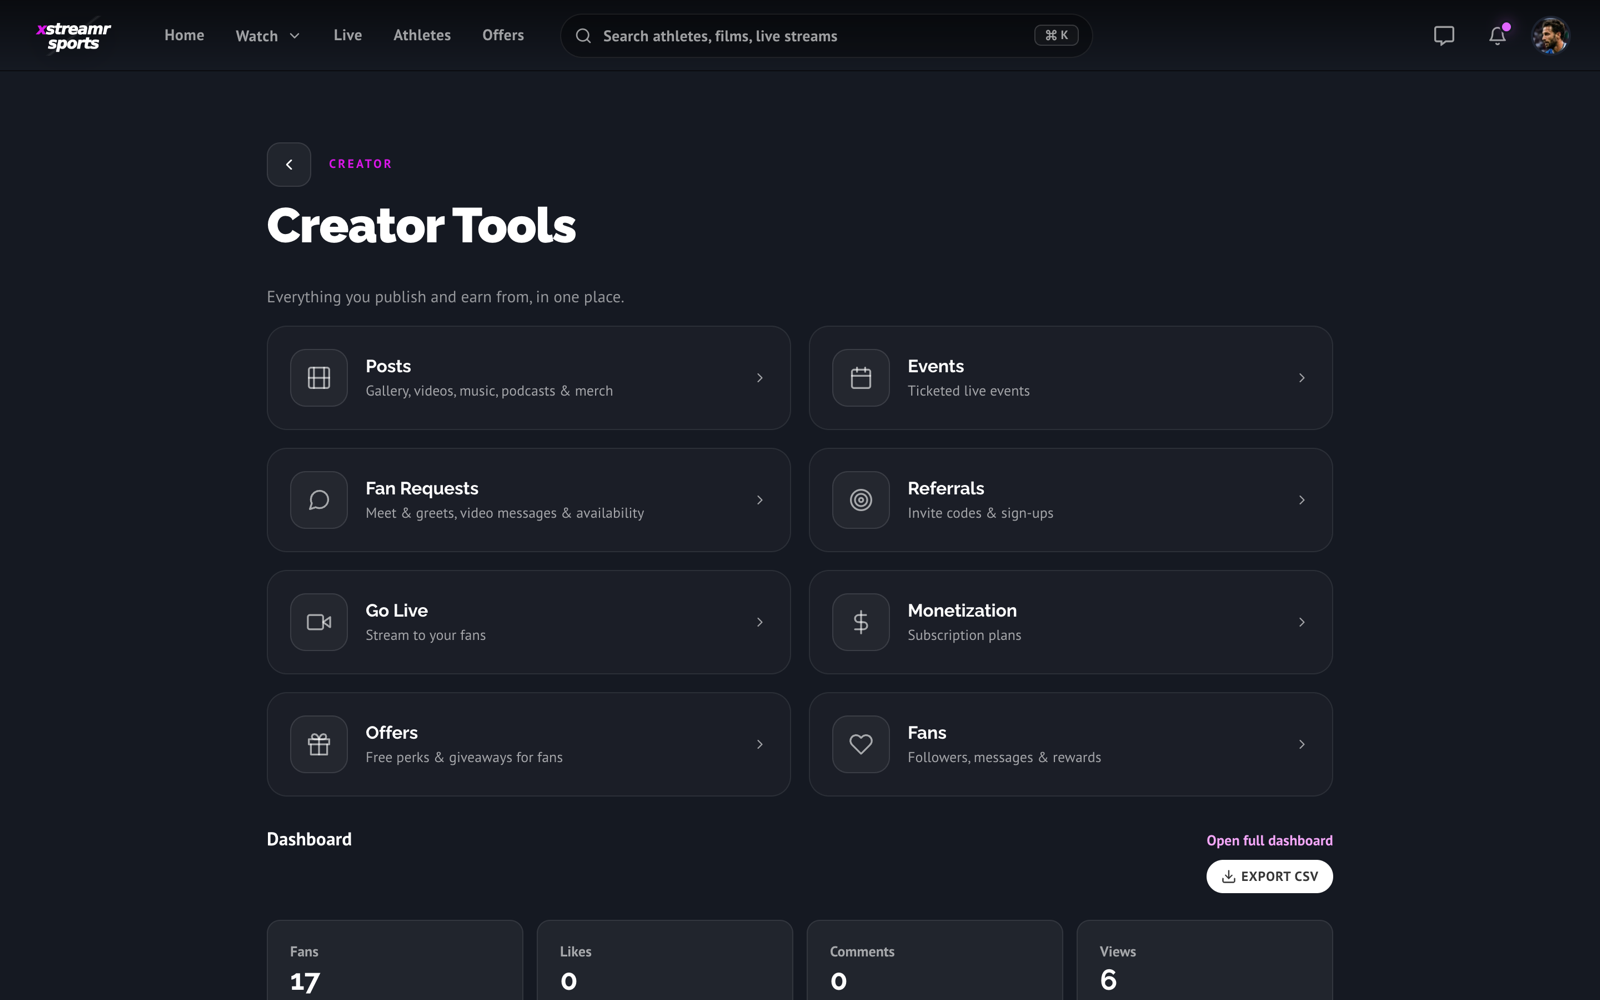 xstreamr
sports
Home
Watch
Live
Athletes
Offers
Search athletes, films, live streams
⌘ K
CREATOR
Creator Tools
Everything you publish and earn from, in one place.
Posts
Gallery, videos, music, podcasts & merch
Events
Ticketed live events
Fan Requests
Meet & greets, video messages & availability
Referrals
Invite codes & sign-ups
Go Live
Stream to your fans
Monetization
Subscription plans
Offers
Free perks & giveaways for fans
Fans
Followers, messages & rewards
Dashboard
Open full dashboard
EXPORT CSV
Fans
17
Likes
0
Comments
0
Views
6